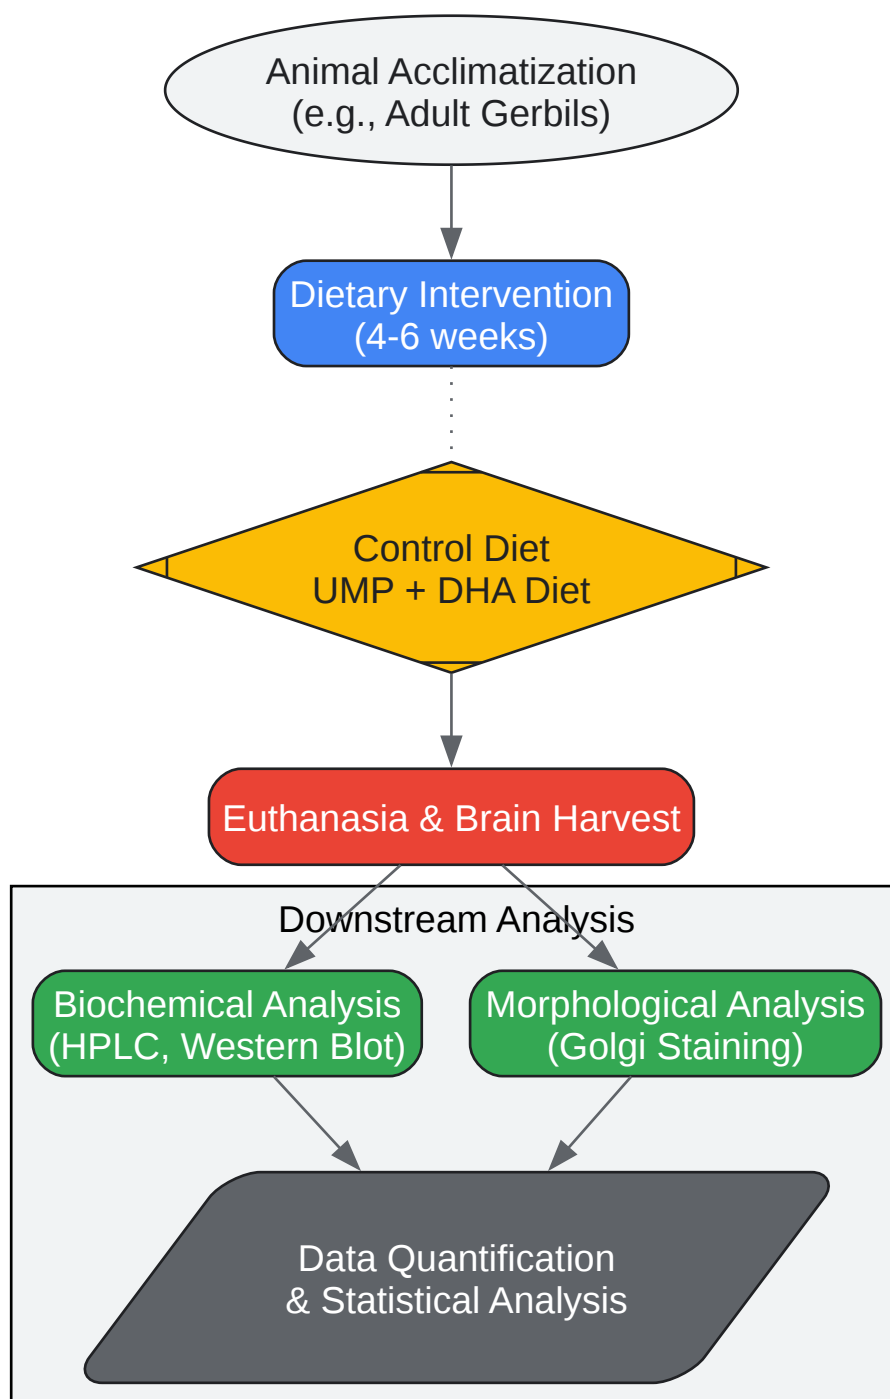 Animal Acclimatization
(e.g., Adult Gerbils)
Dietary Intervention
(4-6 weeks)
Control Diet
UMP + DHA Diet
Euthanasia & Brain Harvest
Downstream Analysis
Biochemical Analysis
(HPLC, Western Blot)
Morphological Analysis
(Golgi Staining)
Data Quantification
& Statistical Analysis